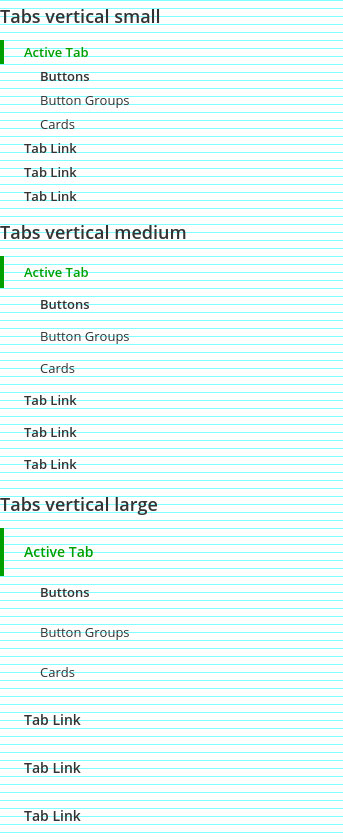 Tabs vertical small
Active Tab
Buttons
Button Groups
Cards
Tab Link
Tab Link
Tab Link
Tabs vertical medium
Active Tab
Buttons
Button Groups
Cards
Tab Link
Tab Link
Tab Link
Tabs vertical large
Active Tab
Buttons
Button Groups
Cards
Tab Link
Tab Link
Tab Link